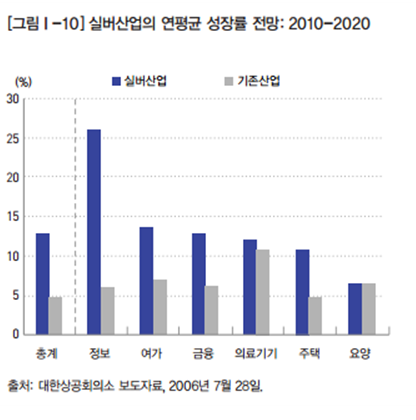 [그림 I-10] 실버산업의 연평균 성장률 전망: 2010-2020
(%)
실버산업 기존산업
30
25
20
15
10
5
0
총계 정보 여가 금융 의료기기 주택 요양
출처: 대한상공회의소 보도자료, 2006년 7월 28일.